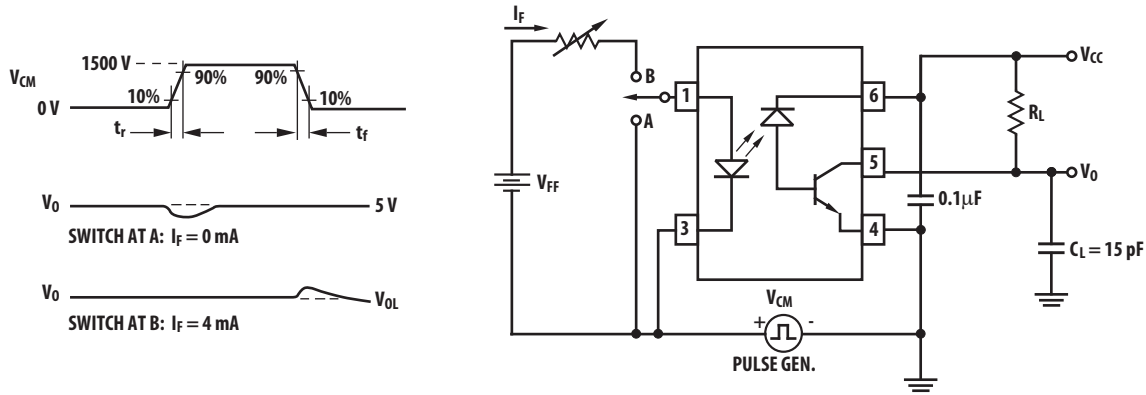 1500 V
V_CM
90% 90%
10% 10%
0 V
t_r t_f
V_O 5 V
SWITCH AT A: I_F = 0 mA
V_O V_OL
SWITCH AT B: I_F = 4 mA
I_F
B
A
V_FF
1
3
6
5
4
V_CC
R_L
V_O
0.1μF
C_L = 15 pF
V_CM
+ -
PULSE GEN.